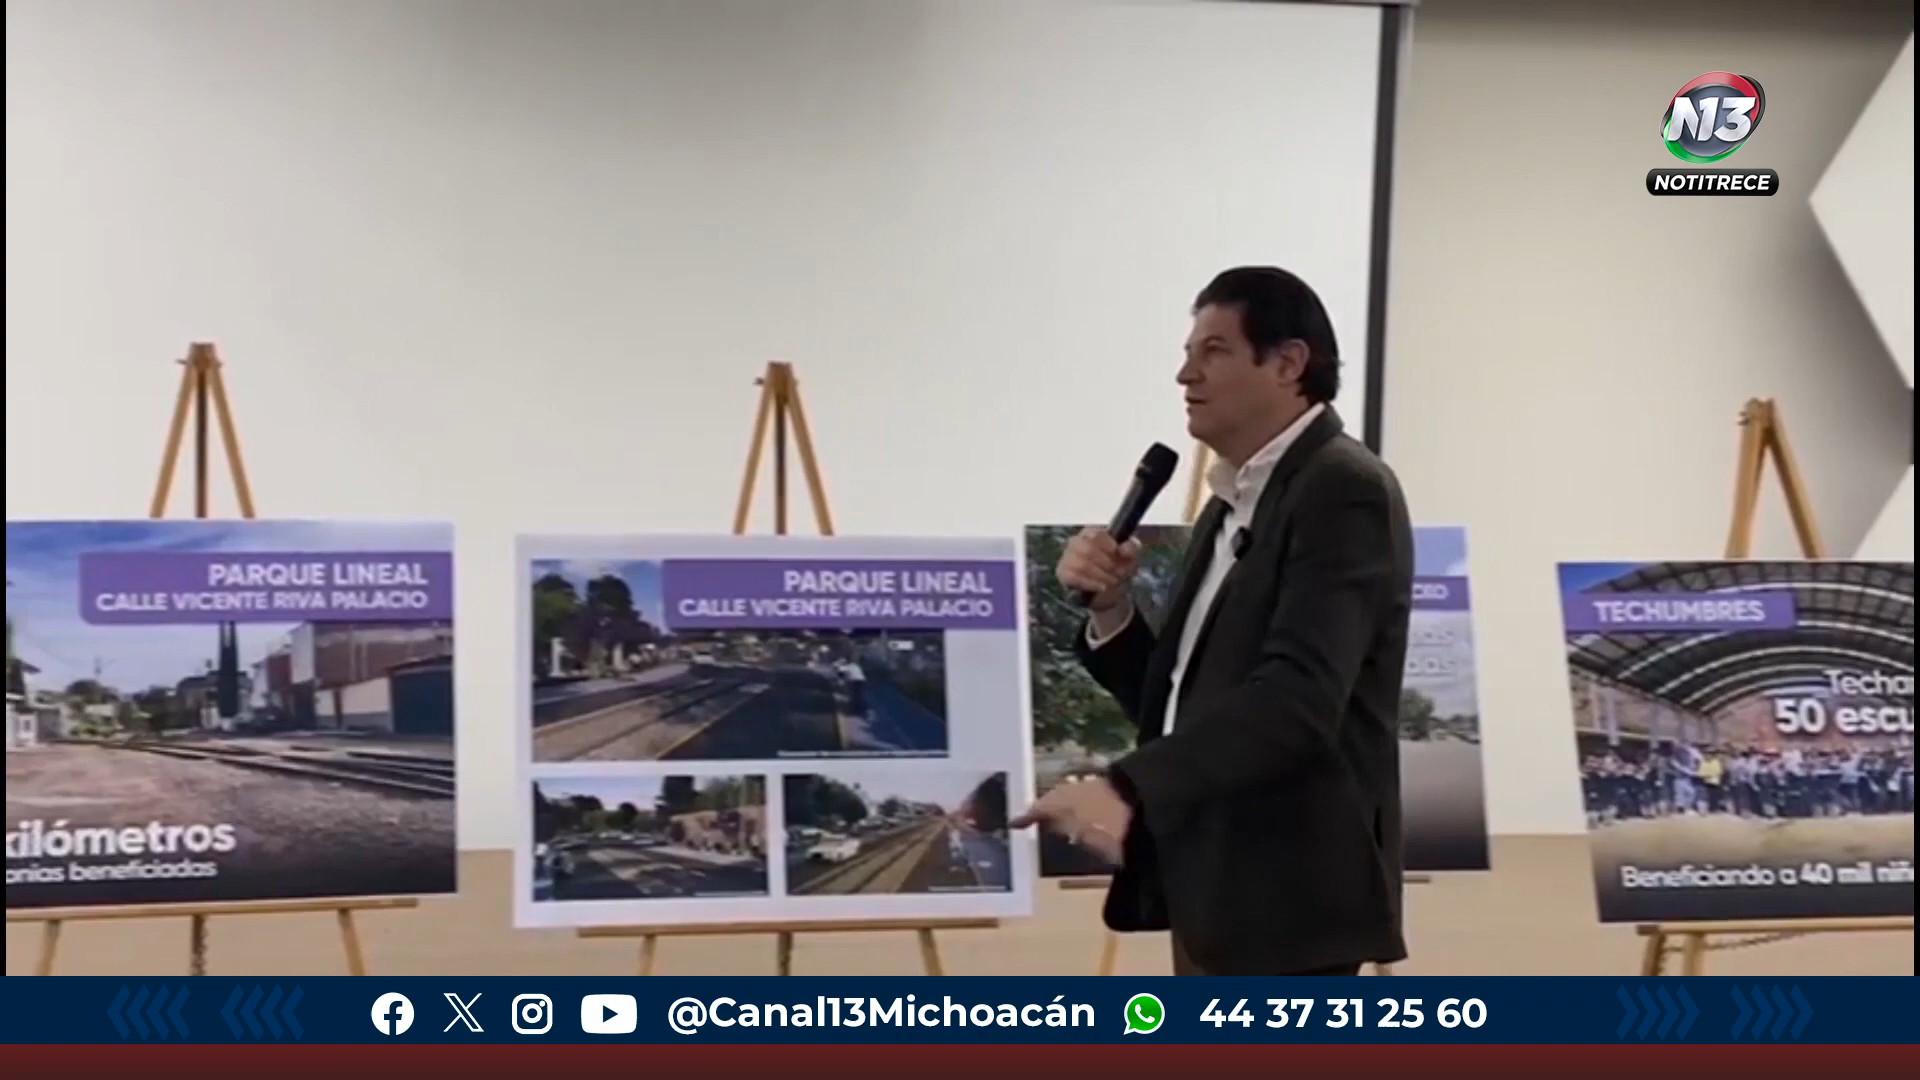 N13
NOTITRECE
PARQUE LINEAL
CALLE VICENTE RIVA PALACIO
kilómetros
beneficiadas
PARQUE LINEAL
CALLE VICENTE RIVA PALACIO
TECHUMBRES
Techa
50 escu
Beneficiando a 40 mil niñ
@Canal13Michoacán 44 37 31 25 60